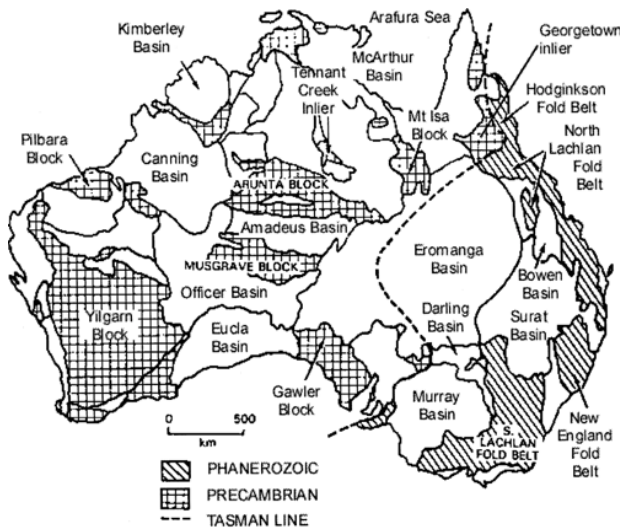 Arafura Sea
Kimberley
Basin
McArthur
Basin
Georgetown
inlier
Tennant
Creek
Inlier
Hodginkson
Fold Belt
Mt Isa
Block
North
Lachlan
Fold
Belt
Pilbara
Block
Canning
Basin
ARUNTA BLOCK
Amadeus Basin
Eromanga
Basin
MUSGRAVE BLOCK
Bowen
Basin
Officer Basin
Yilgarn
Block
Eucla
Basin
Darling
Basin
Surat
Basin
Gawler
Block
Murray
Basin
New
England
Fold
Belt
S.
LACHLAN
FOLD BELT
0 500
km
PHANEROZOIC
PRECAMBRIAN
TASMAN LINE